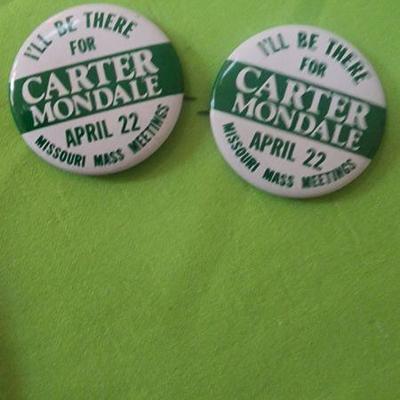 I'LL BE THERE
FOR
CARTER
MONDALE
APRIL 22
MISSOURI MASS MEETINGS
I'LL BE THERE
FOR
CARTER
MONDALE
APRIL 22
MISSOURI MASS MEETINGS